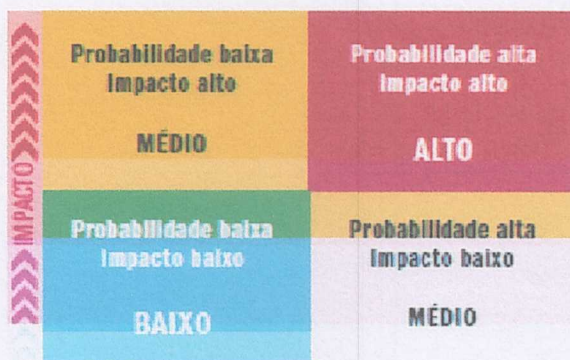 IMPACTO
Probabilidade baixa
Impacto alto
MÉDIO
Probabilidade alta
Impacto alto
ALTO
Probabilidade baixa
Impacto baixo
BAIXO
Probabilidade alta
Impacto baixo
MÉDIO